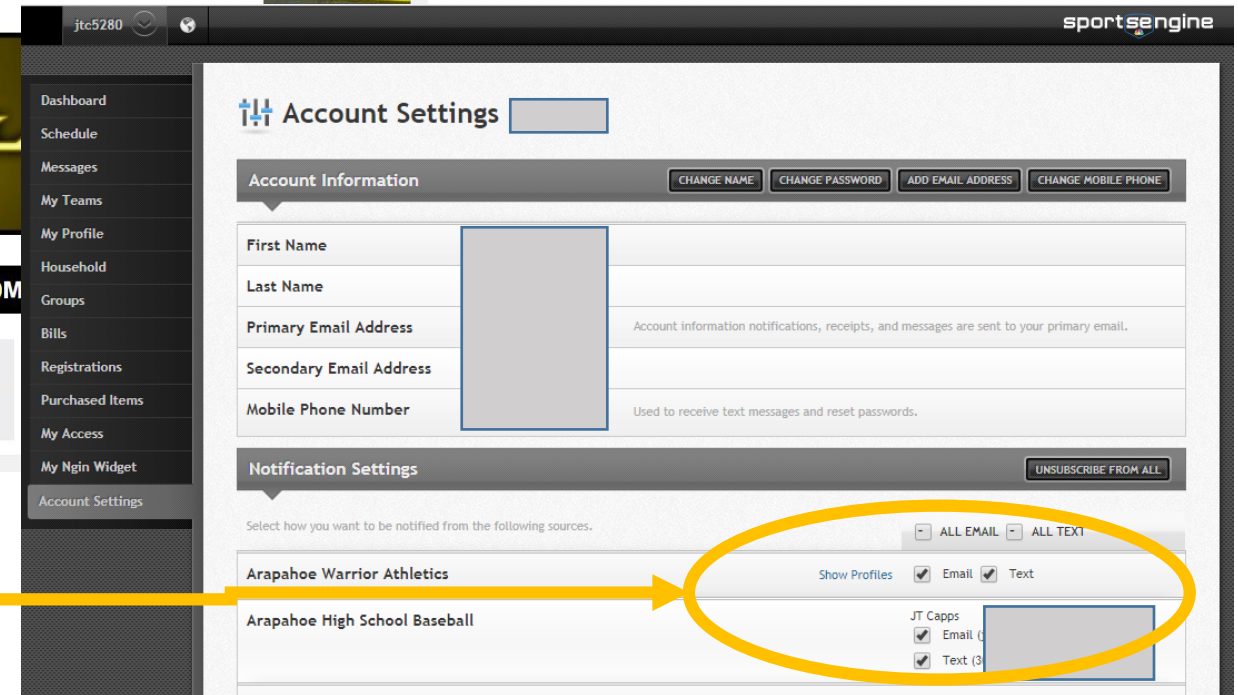 jtc5280
sportsengine
Dashboard
Schedule
Messages
My Teams
My Profile
Household
Groups
Bills
Registrations
Purchased Items
My Access
My Ngin Widget
Account Settings
Account Settings
Account Information
CHANGE NAME CHANGE PASSWORD ADD EMAIL ADDRESS CHANGE MOBILE PHONE
First Name
Last Name
Primary Email Address Account information notifications, receipts, and messages are sent to your primary email.
Secondary Email Address
Mobile Phone Number Used to receive text messages and reset passwords.
Notification Settings UNSUBSCRIBE FROM ALL
Select how you want to be notified from the following sources.
ALL EMAIL ALL TEXT
Arapahoe Warrior Athletics Show Profiles Email Text
Arapahoe High School Baseball JT Capps
Email (
Text (3